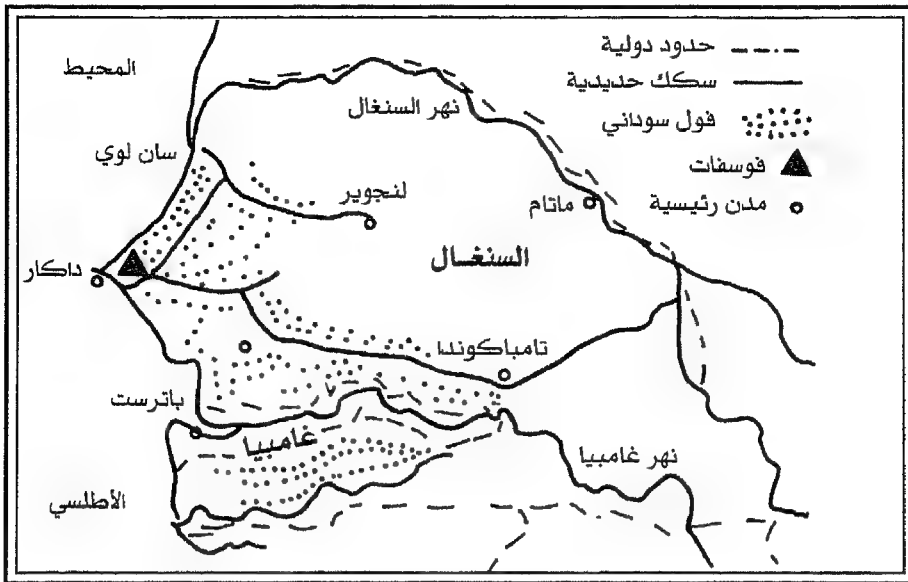 حدود دولية
سكك حديدية
فول سوداني
فوسفات
مدن رئيسية
المحيط
نهر السنغال
سان لوي
لنجوير
ماتام
السنغال
داكار
تامباكوندا
باترست
غامبيا
نهر غامبيا
الأطلسي